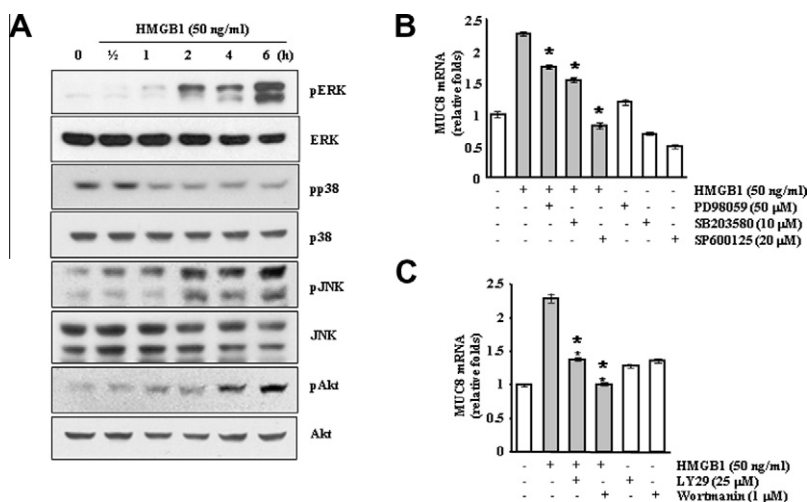 A
HMGB1 (50 ng/ml)
0 ½ 1 2 4 6 (h)
pERK
ERK
pp38
p38
pJNK
JNK
pAkt
Akt
B
MUC8 mRNA
(relative folds)
2.5
2
1.5
1
0.5
0
* * *
- + + + + - - - HMGB1 (50 ng/ml)
- - + - - + - - PD98059 (50 µM)
- - - + - - + - SB203580 (10 µM)
- - - - + - - + SP600125 (20 µM)
C
MUC8 mRNA
(relative folds)
2.5
2
1.5
1
0.5
0
* *
* *
- + + + - - HMGB1 (50 ng/ml)
- - + - + - LY29 (25 µM)
- - - + - + Wortmanin (1 µM)